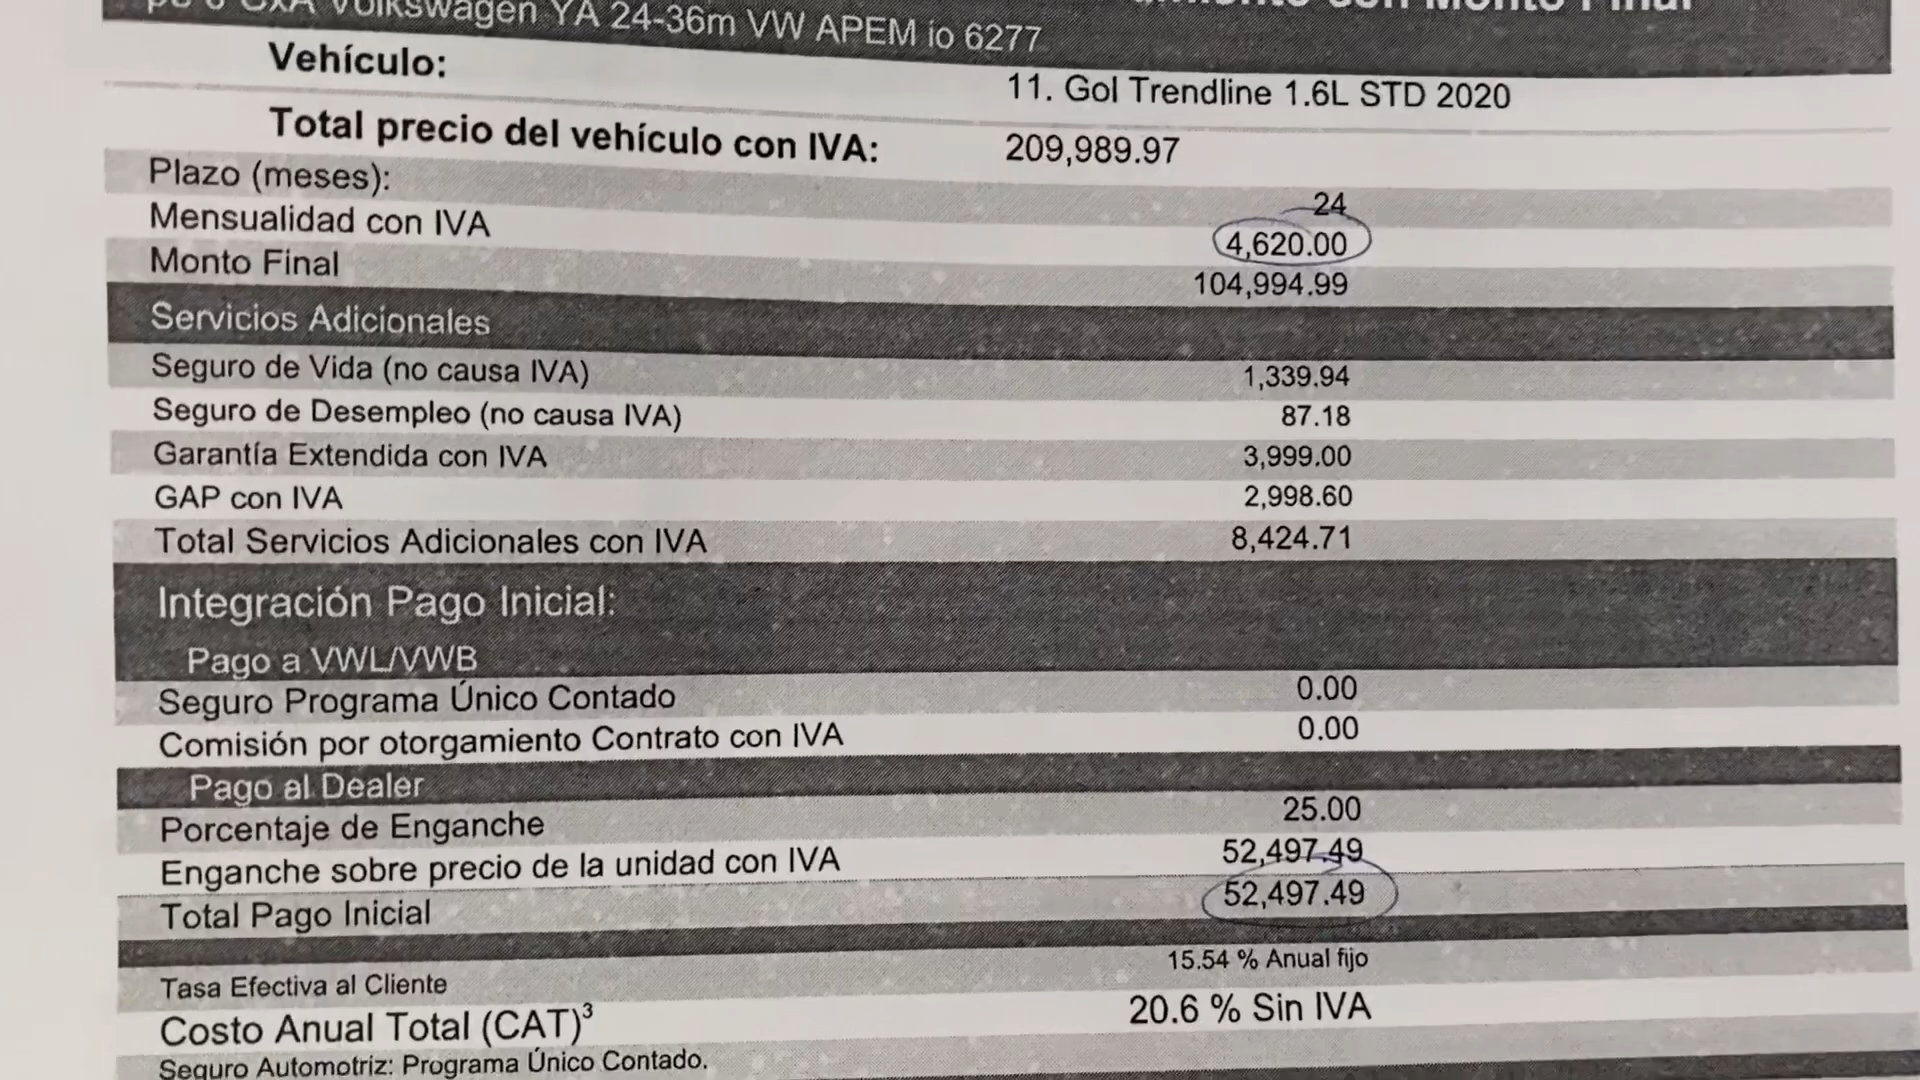 Volkswagen YA 24-36m VW APEM io 6277
Vehículo: 11. Gol Trendline 1.6L STD 2020
Total precio del vehículo con IVA: 209,989.97
Plazo (meses): 24
Mensualidad con IVA 4,620.00
Monto Final 104,994.99
Servicios Adicionales
Seguro de Vida (no causa IVA) 1,339.94
Seguro de Desempleo (no causa IVA) 87.18
Garantía Extendida con IVA 3,999.00
GAP con IVA 2,998.60
Total Servicios Adicionales con IVA 8,424.71
Integración Pago Inicial:
Pago a VWL/VWB
Seguro Programa Único Contado 0.00
Comisión por otorgamiento Contrato con IVA 0.00
Pago al Dealer
Porcentaje de Enganche 25.00
Enganche sobre precio de la unidad con IVA 52,497.49
Total Pago Inicial 52,497.49
Tasa Efectiva al Cliente 15.54 % Anual fijo
Costo Anual Total (CAT)³ 20.6 % Sin IVA
Seguro Automotriz: Programa Único Contado.